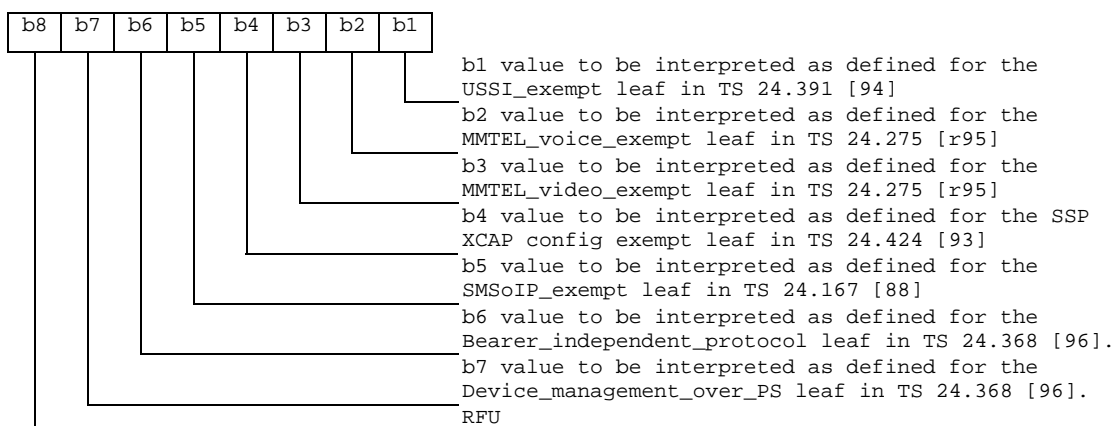 b8 b7 b6 b5 b4 b3 b2 b1
b1 value to be interpreted as defined for the
USSI_exempt leaf in TS 24.391 [94]
b2 value to be interpreted as defined for the
MMTEL_voice_exempt leaf in TS 24.275 [r95]
b3 value to be interpreted as defined for the
MMTEL_video_exempt leaf in TS 24.275 [r95]
b4 value to be interpreted as defined for the SSP
XCAP config exempt leaf in TS 24.424 [93]
b5 value to be interpreted as defined for the
SMSoIP_exempt leaf in TS 24.167 [88]
b6 value to be interpreted as defined for the
Bearer_independent_protocol leaf in TS 24.368 [96].
b7 value to be interpreted as defined for the
Device_management_over_PS leaf in TS 24.368 [96].
RFU